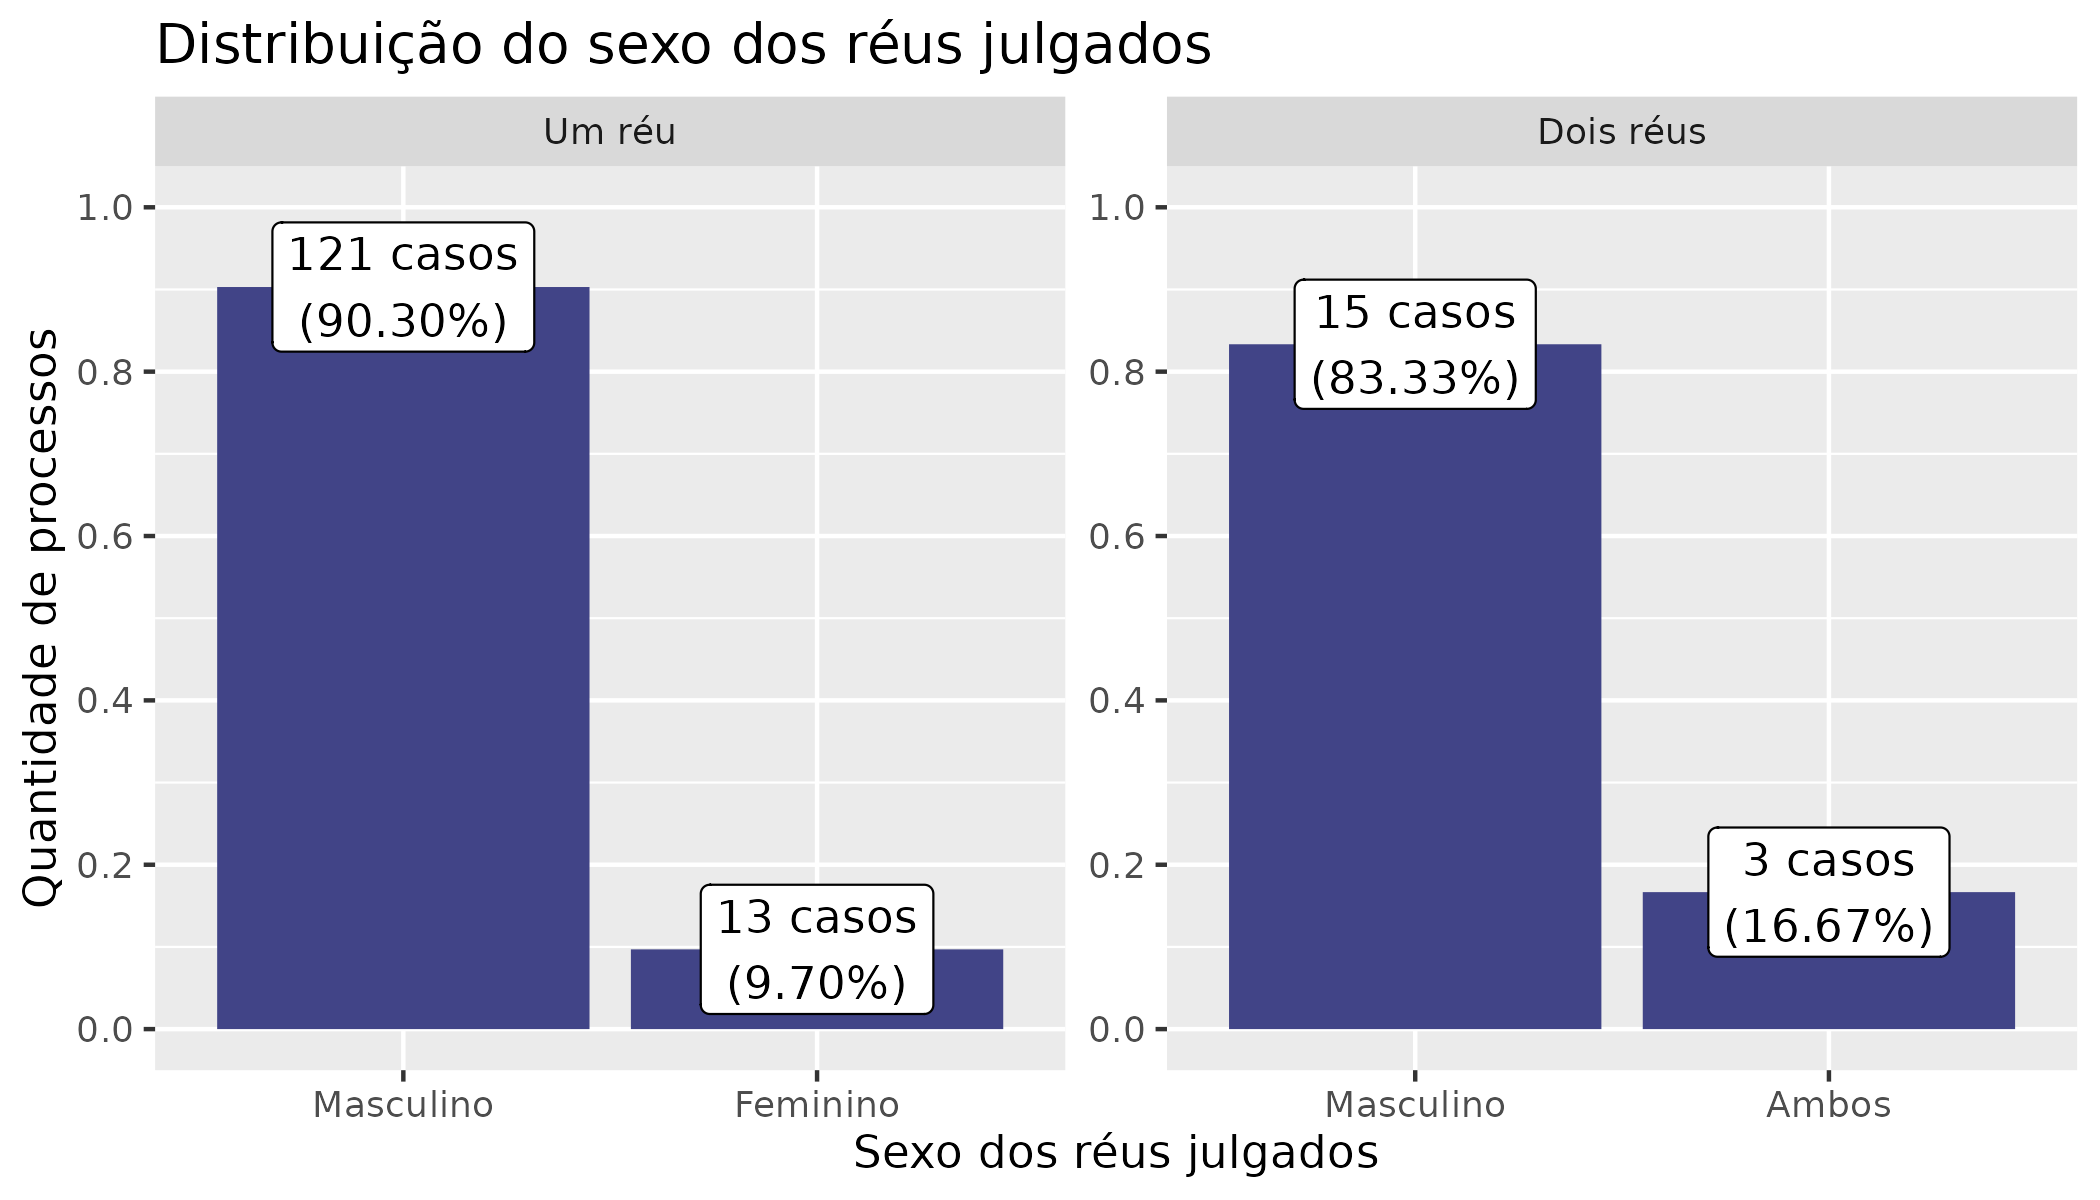 Distribuição do sexo dos réus julgados
Um réu
Dois réus
Quantidade de processos
1.0
0.8
0.6
0.4
0.2
0.0
121 casos
(90.30%)
13 casos
(9.70%)
Masculino
Feminino
1.0
0.8
0.6
0.4
0.2
0.0
15 casos
(83.33%)
3 casos
(16.67%)
Masculino
Ambos
Sexo dos réus julgados